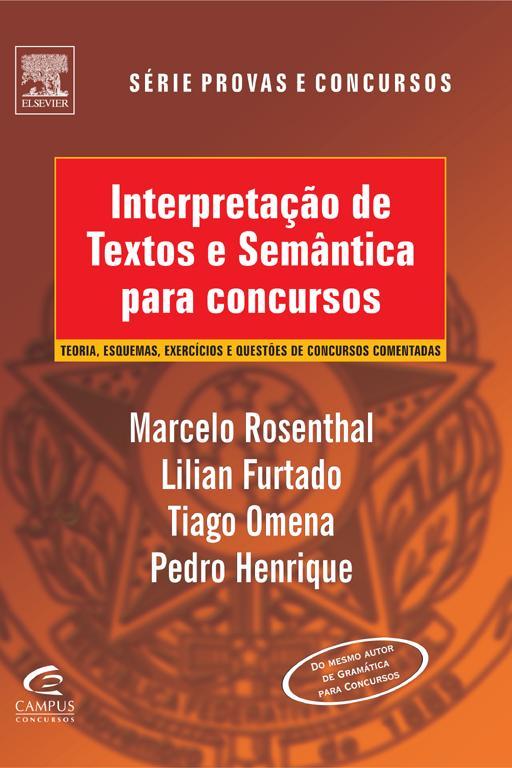 ELSEVIER
SÉRIE PROVAS E CONCURSOS
Interpretação de
Textos e Semântica
para concursos
TEORIA, ESQUEMAS, EXERCÍCIOS E QUESTÕES DE CONCURSOS COMENTADAS
Marcelo Rosenthal
Lilian Furtado
Tiago Omena
Pedro Henrique
DO MESMO AUTOR
DE GRAMÁTICA
PARA CONCURSOS
CAMPUS
CONCURSOS